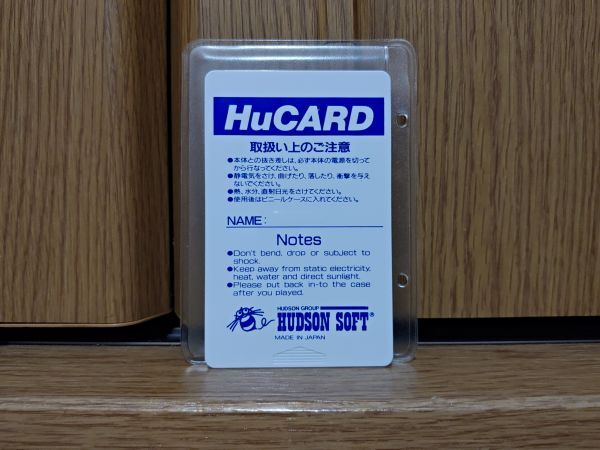 HuCARD
取扱い上のご注意
●本体との抜き差しは、必ず本体の電源を切って
から行なってください。
●静電気をさけ、曲げたり、落したり、衝撃を与え
ないでください。
●熱、水分、直射日光をさけてください。
●使用後はビニールケースに入れてください。
NAME:
Notes
●Don't bend, drop or subject to
shock.
●Keep away from static electricity,
heat, water and direct sunlight.
●Please put back in-to the case
after you played.
HUDSON GROUP
HUDSON SOFT®
MADE IN JAPAN